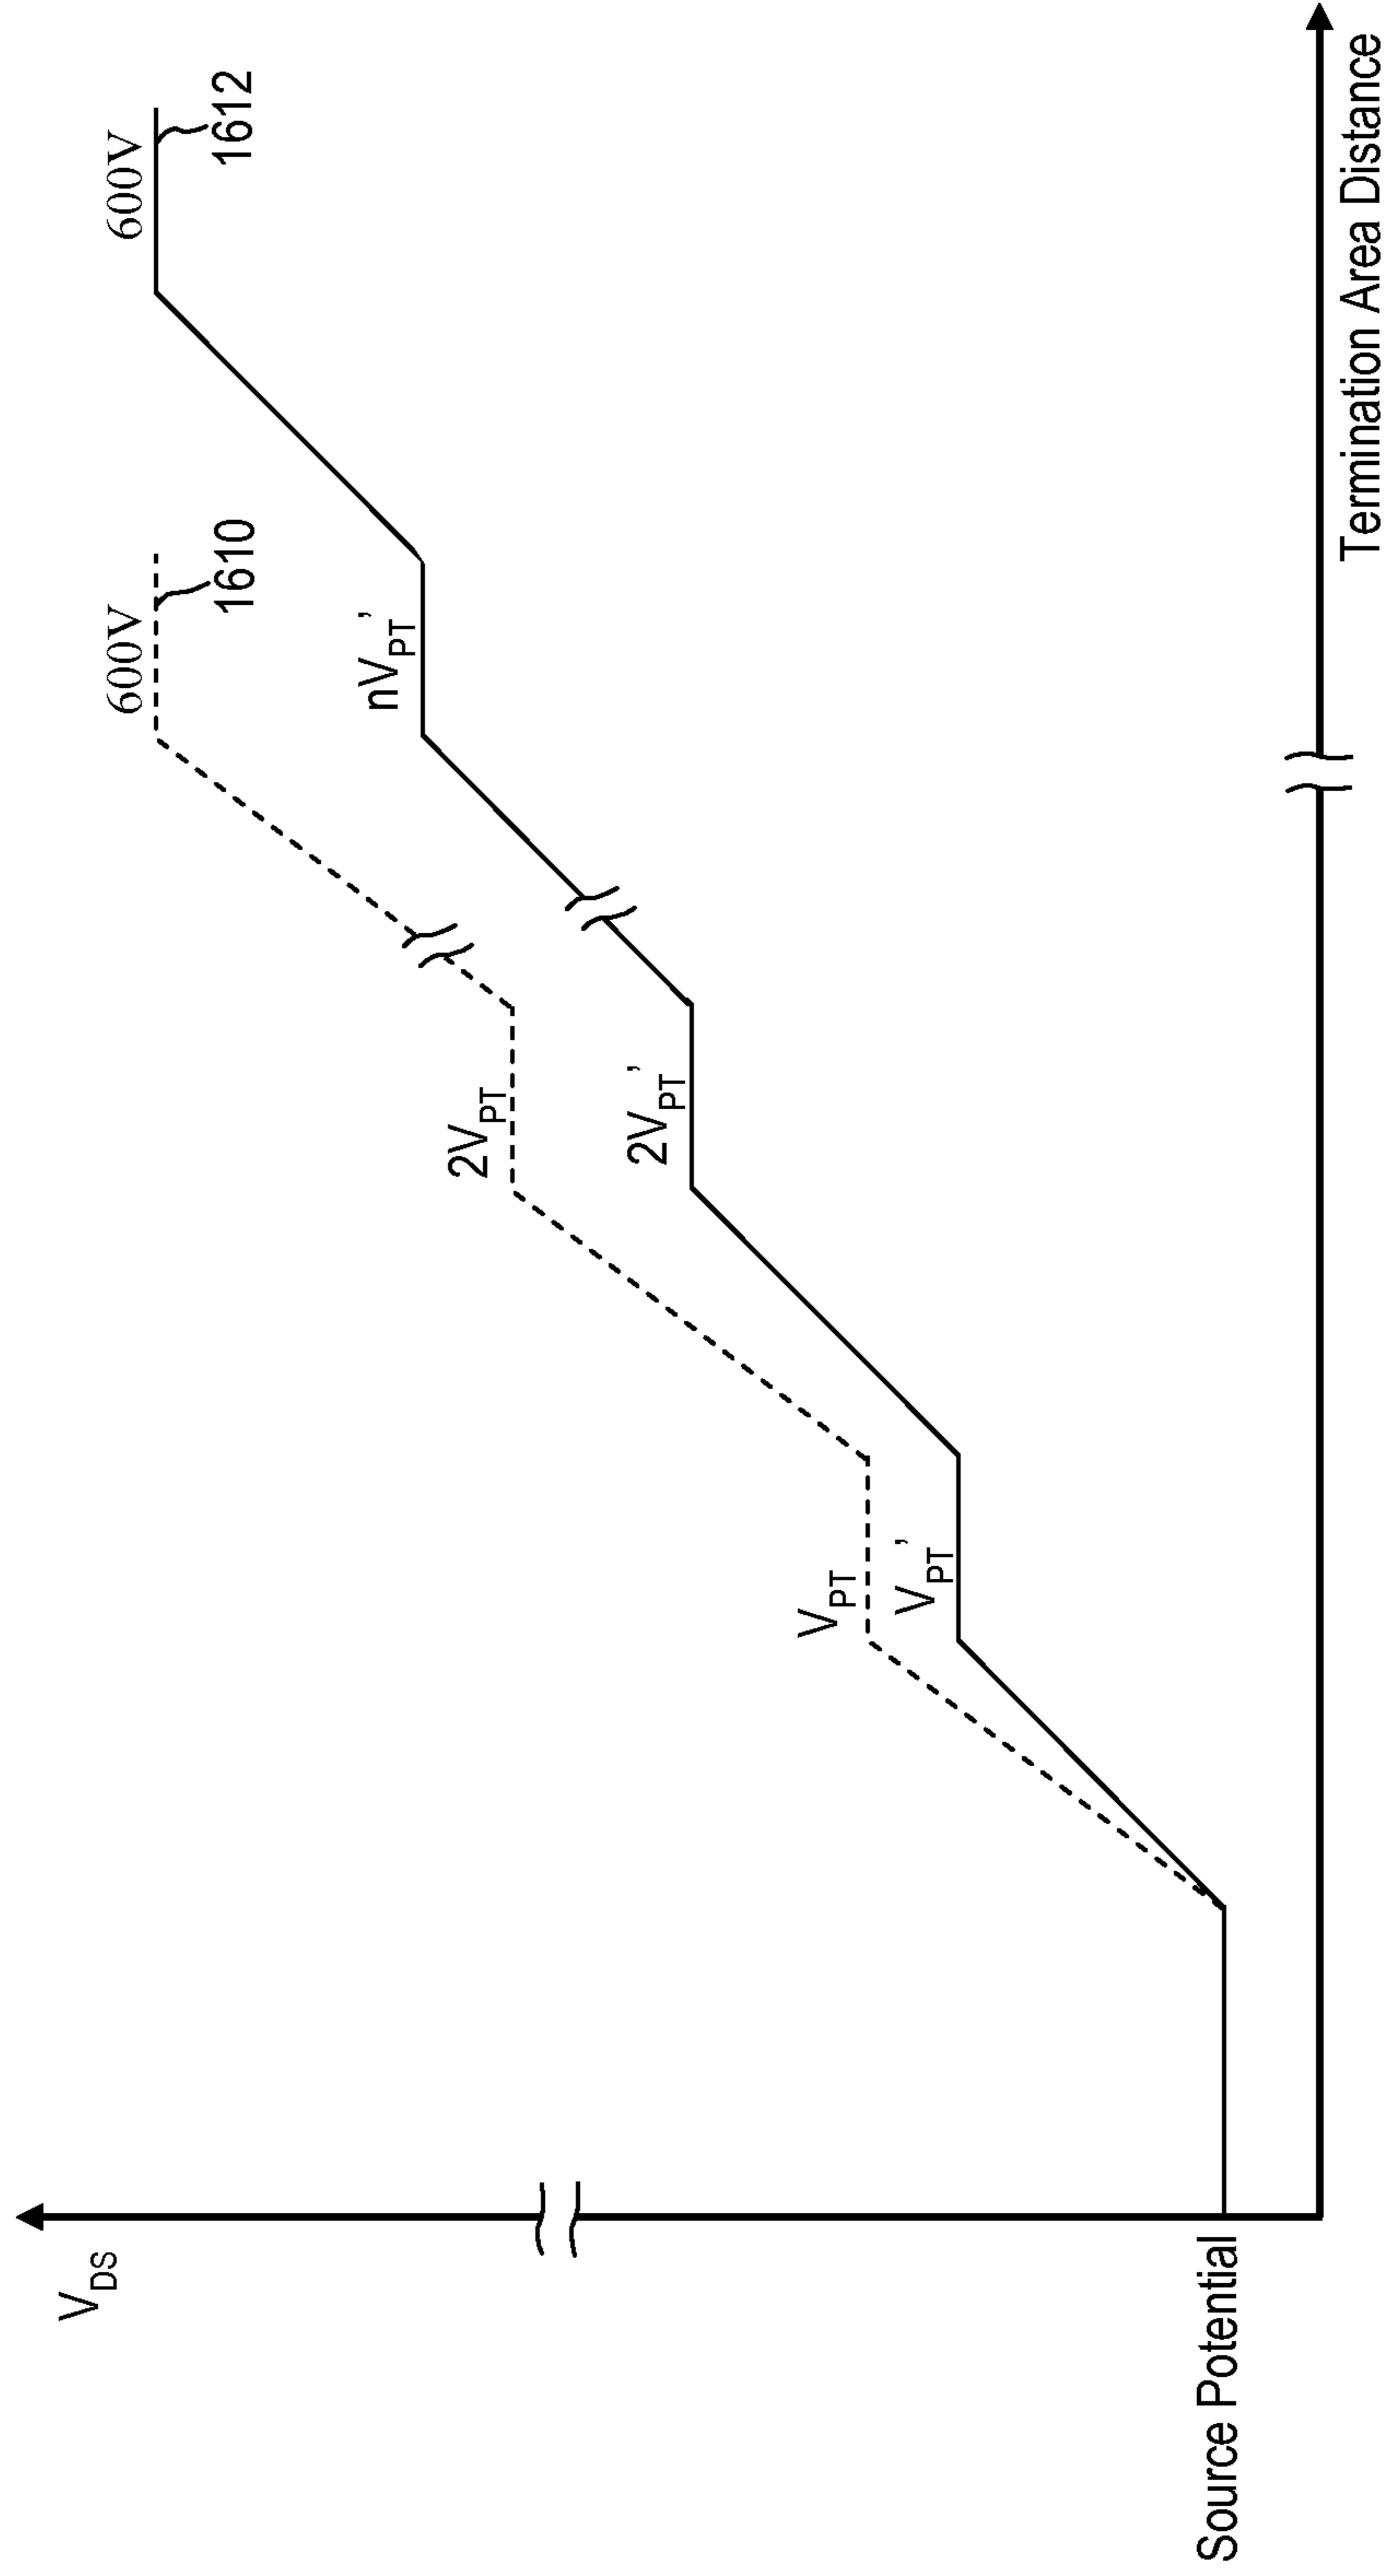 V_DS
600V
1610
600V
1612
nV_PT'
2V_PT
2V_PT'
V_PT
V_PT'
Source Potential
Termination Area Distance